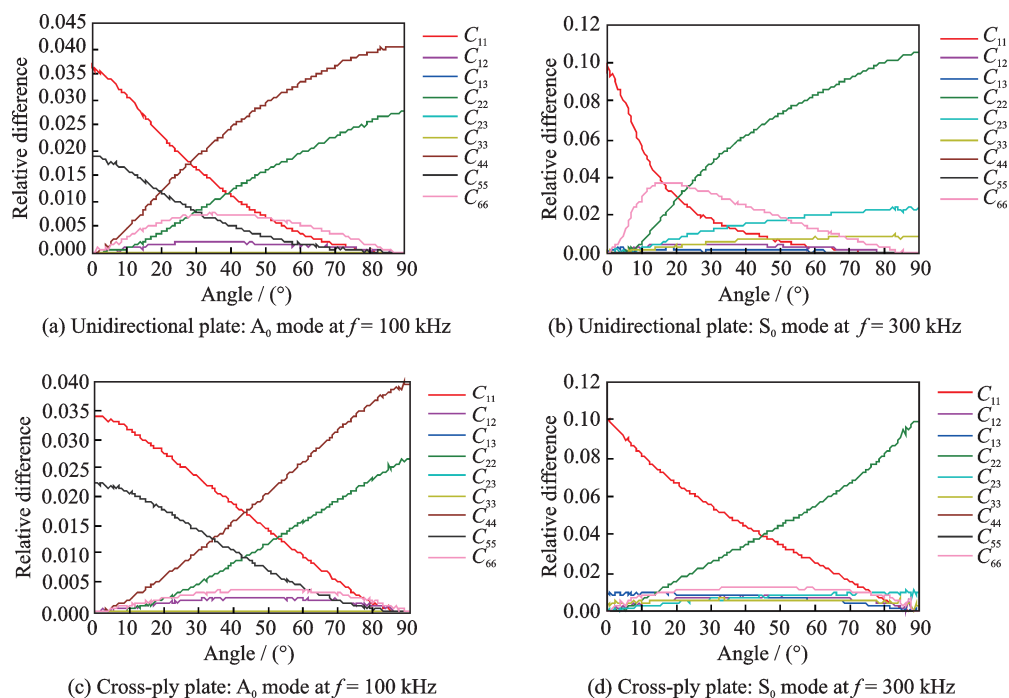 0.045
0.040
0.035
0.030
0.025
0.020
0.015
0.010
0.005
0.000
Relative difference
0 10 20 30 40 50 60 70 80 90
Angle / (°)
C11
C12
C13
C22
C23
C33
C44
C55
C66
(a) Unidirectional plate: A0 mode at f = 100 kHz
0.12
0.10
0.08
0.06
0.04
0.02
0.00
Relative difference
0 10 20 30 40 50 60 70 80 90
Angle / (°)
C11
C12
C13
C22
C23
C33
C44
C55
C66
(b) Unidirectional plate: S0 mode at f = 300 kHz
0.040
0.030
0.030
0.025
0.020
0.015
0.010
0.005
0.000
Relative difference
0 10 20 30 40 50 60 70 80 90
Angle / (°)
C11
C12
C13
C22
C23
C33
C44
C55
C66
(c) Cross-ply plate: A0 mode at f = 100 kHz
0.12
0.10
0.08
0.06
0.04
0.02
0.00
Relative difference
0 10 20 30 40 50 60 70 80 90
Angle / (°)
C11
C12
C13
C22
C23
C33
C44
C55
C66
(d) Cross-ply plate: S0 mode at f = 300 kHz